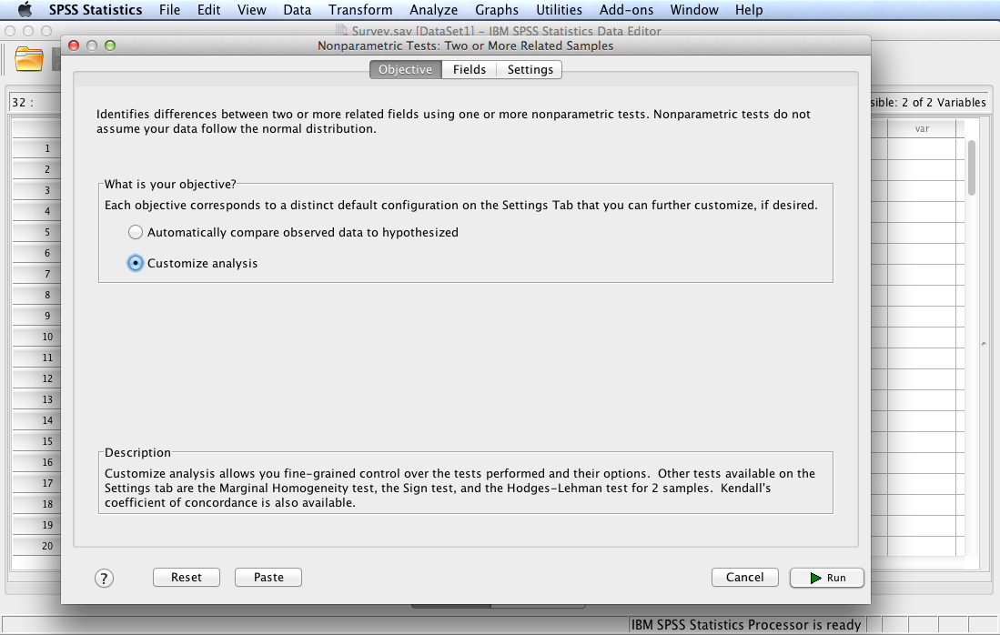 SPSS Statistics File Edit View Data Transform Analyze Graphs Utilities Add-ons Window Help
Survey.sav [DataSet1] – IBM SPSS Statistics Data Editor
Nonparametric Tests: Two or More Related Samples
Objective Fields Settings
32 :
sible: 2 of 2 Variables
var
Identifies differences between two or more related fields using one or more nonparametric tests. Nonparametric tests do not
assume your data follow the normal distribution.
What is your objective?
Each objective corresponds to a distinct default configuration on the Settings Tab that you can further customize, if desired.
Automatically compare observed data to hypothesized
Customize analysis
Description
Customize analysis allows you fine-grained control over the tests performed and their options. Other tests available on the
Settings tab are the Marginal Homogeneity test, the Sign test, and the Hodges-Lehman test for 2 samples. Kendall's
coefficient of concordance is also available.
1
2
3
4
5
6
7
8
9
10
11
12
13
14
15
16
17
18
19
20
? Reset Paste Cancel Run
IBM SPSS Statistics Processor is ready